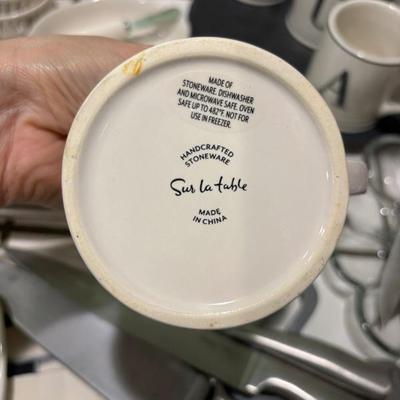 MADE OF
STONEWARE. DISHWASHER
AND MICROWAVE SAFE. OVEN
SAFE UP TO 482°F. NOT FOR
USE IN FREEZER.
HANDCRAFTED
STONEWARE
Sur la table
MADE
IN CHINA
A